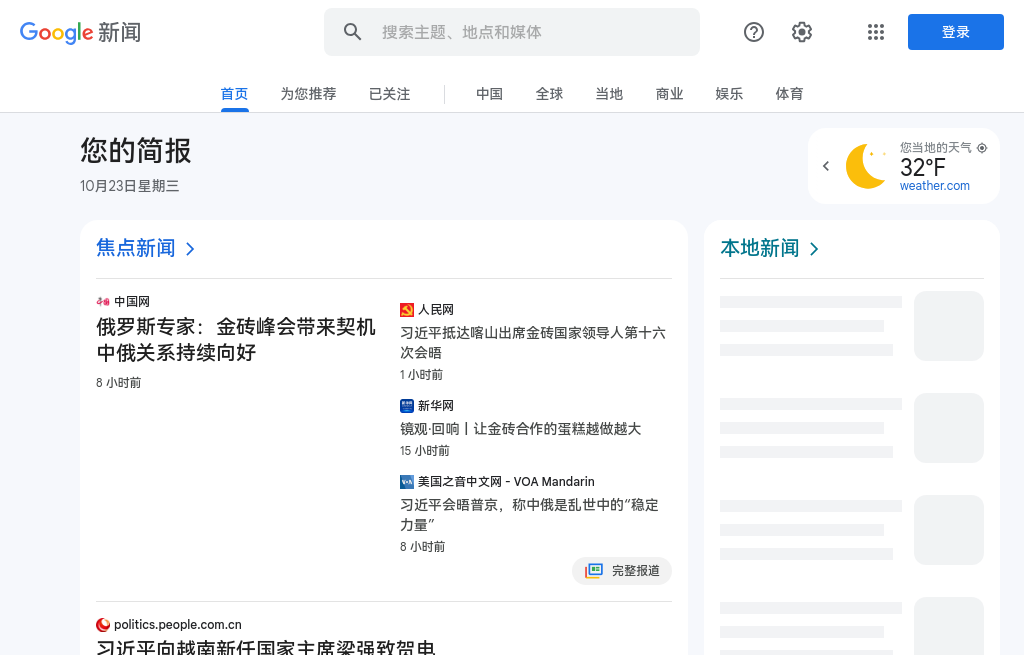 Google 新闻
搜索主题、地点和媒体
登录
首页
为您推荐
已关注
中国
全球
当地
商业
娱乐
体育
您的简报
10月23日星期三
您当地的天气
32°F
weather.com
焦点新闻
中国网
俄罗斯专家：金砖峰会带来契机
中俄关系持续向好
8 小时前
人民网
习近平抵达喀山出席金砖国家领导人第十六
次会晤
1 小时前
新华网
镜观·回响丨让金砖合作的蛋糕越做越大
15 小时前
美国之音中文网 - VOA Mandarin
习近平会晤普京，称中俄是乱世中的“稳定
力量”
8 小时前
完整报道
politics.people.com.cn
习近平向越南新任国家主席梁强致贺电
本地新闻